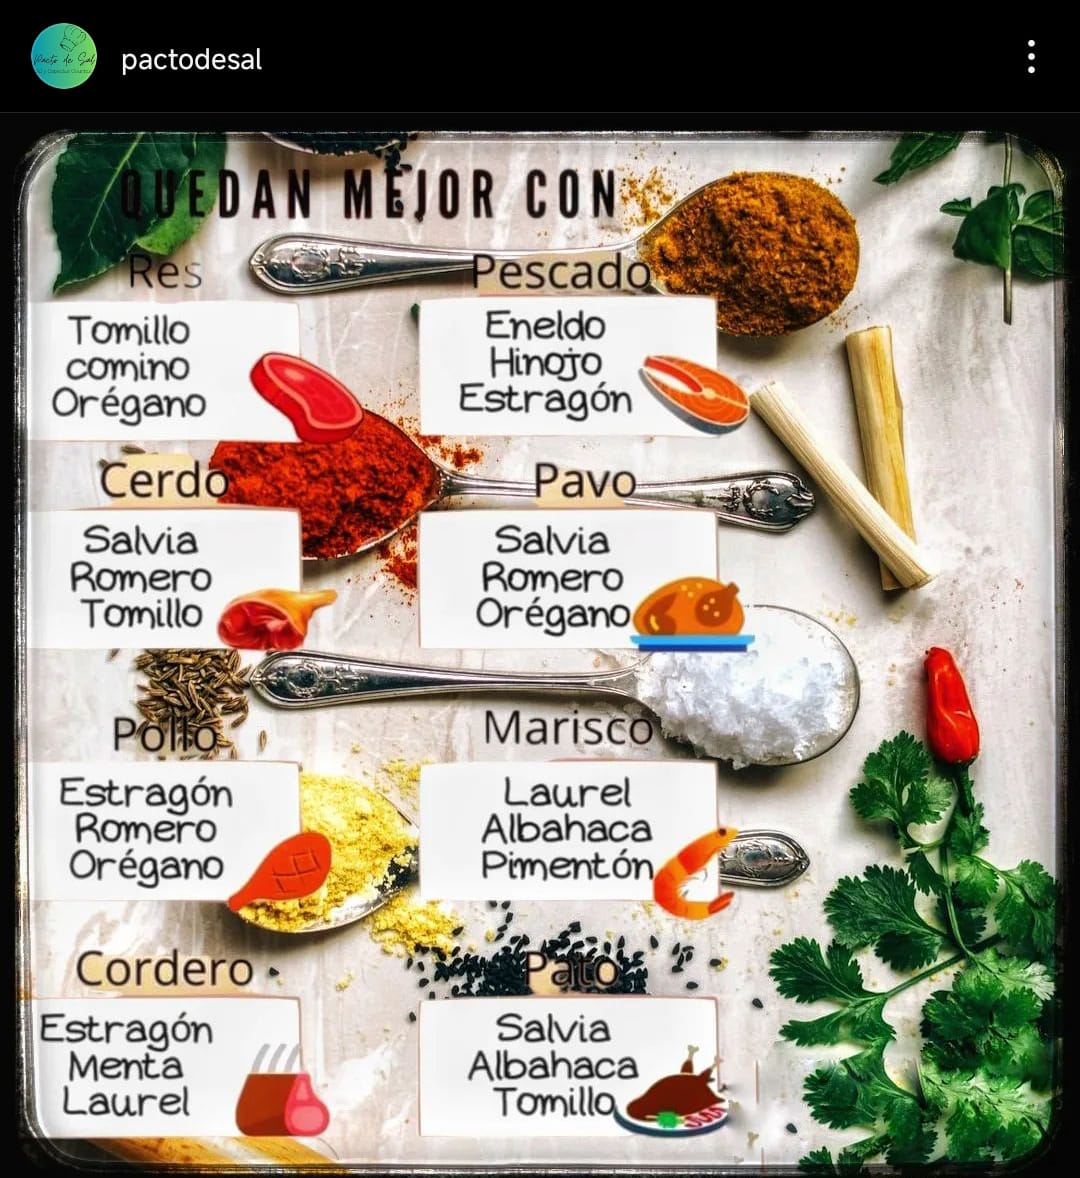 pactodesal
QUEDAN MEJOR CON
Res
Tomillo
comino
Orégano
Pescado
Eneldo
Hinojo
Estragón
Cerdo
Salvia
Romero
Tomillo
Pavo
Salvia
Romero
Orégano
Pollo
Estragón
Romero
Orégano
Marisco
Laurel
Albahaca
Pimentón
Cordero
Estragón
Menta
Laurel
Pato
Salvia
Albahaca
Tomillo